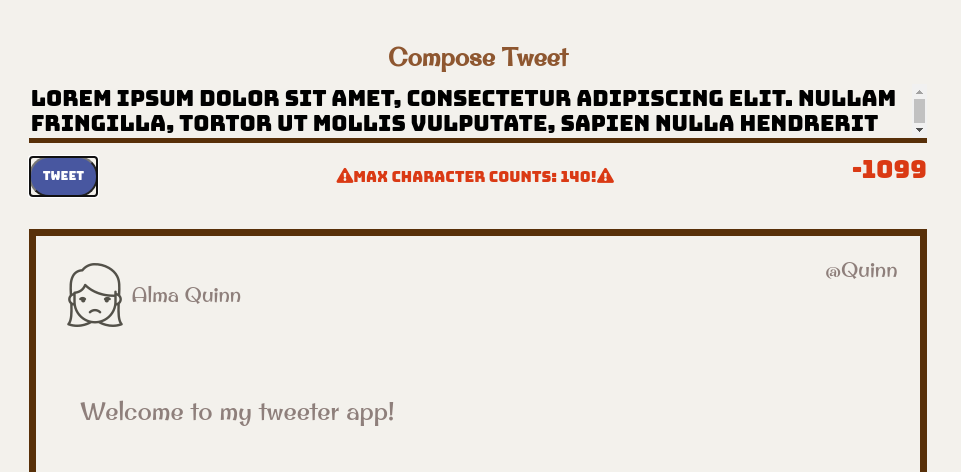 Compose Tweet
LOREM IPSUM DOLOR SIT AMET, CONSECTETUR ADIPISCING ELIT. NULLAM
FRINGILLA, TORTOR UT MOLLIS VULPUTATE, SAPIEN NULLA HENDRERIT
TWEET
⚠MAX CHARACTER COUNTS: 140!⚠
-1099
@Quinn
Alma Quinn
Welcome to my tweeter app!